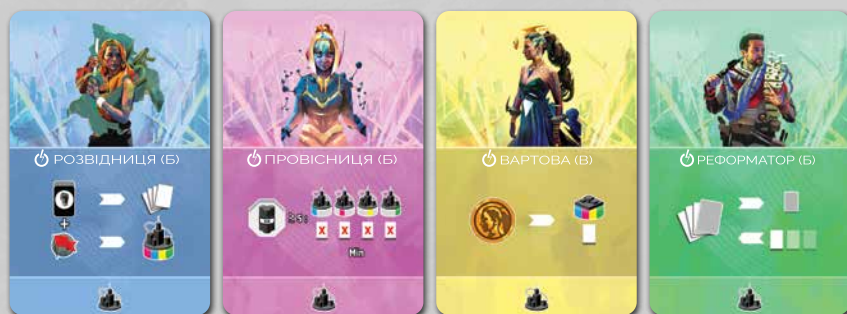 РОЗВІДНИЦЯ (Б)
ПРОВІСНИЦЯ (Б)
ВАРТОВА (В)
РЕФОРМАТОР (Б)
X X X X
Min